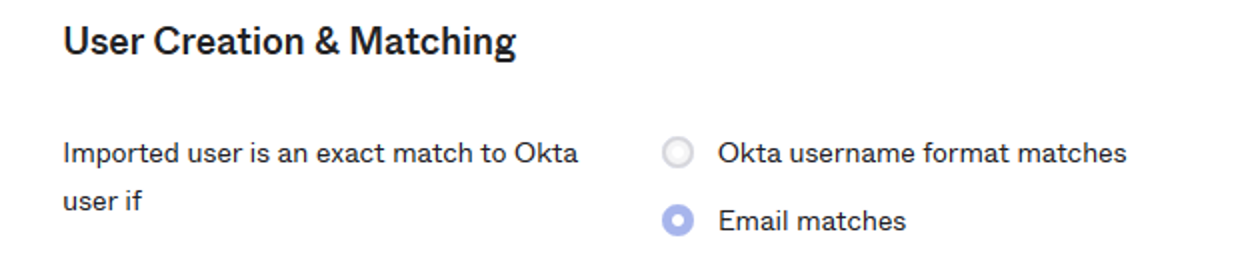 User Creation & Matching
Imported user is an exact match to Okta
user if
Okta username format matches
Email matches